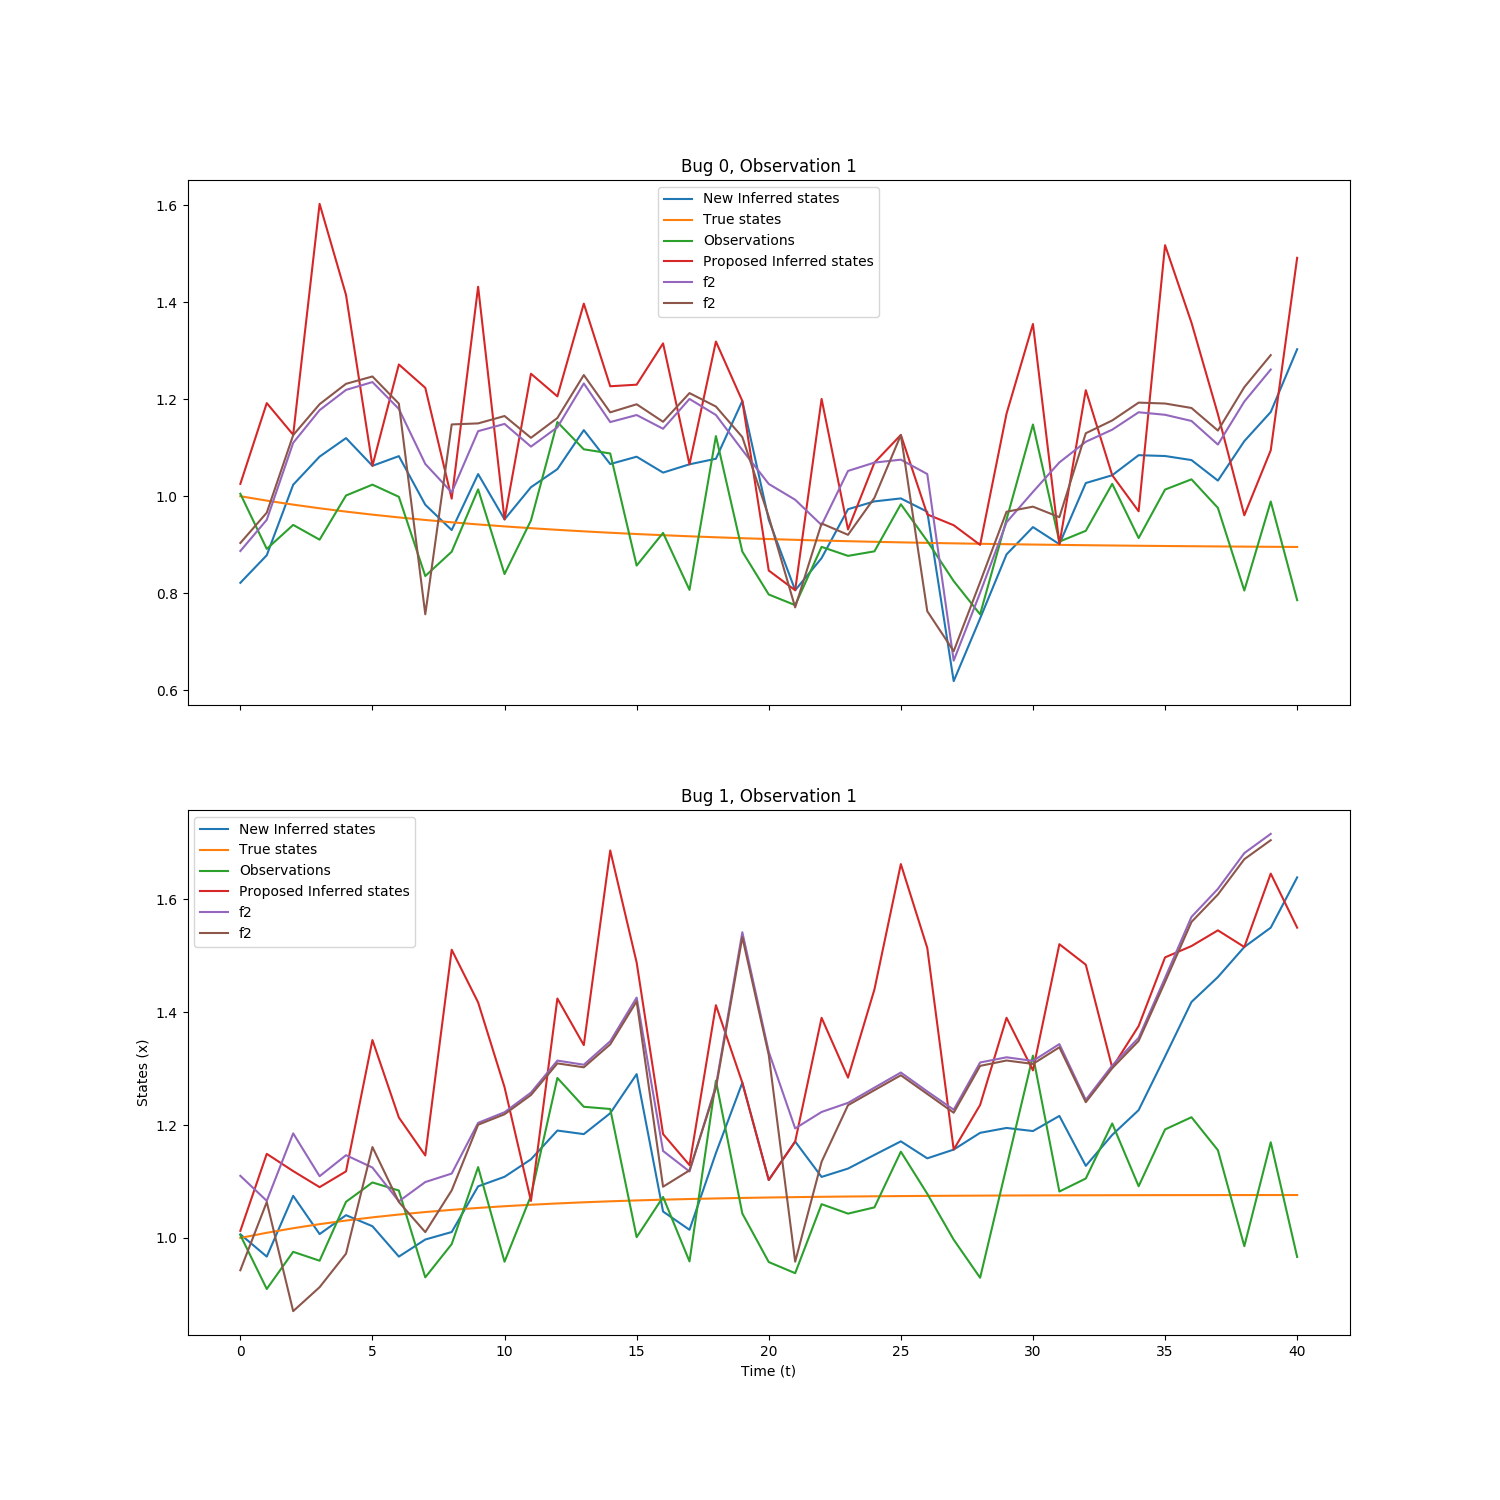 Bug 0, Observation 1
New Inferred states
True states
Observations
Proposed Inferred states
f2
f2
1.6
1.4
1.2
1.0
0.8
0.6
Bug 1, Observation 1
New Inferred states
True states
Observations
Proposed Inferred states
f2
f2
1.6
1.4
1.2
1.0
States (x)
0 5 10 15 20 25 30 35 40
Time (t)